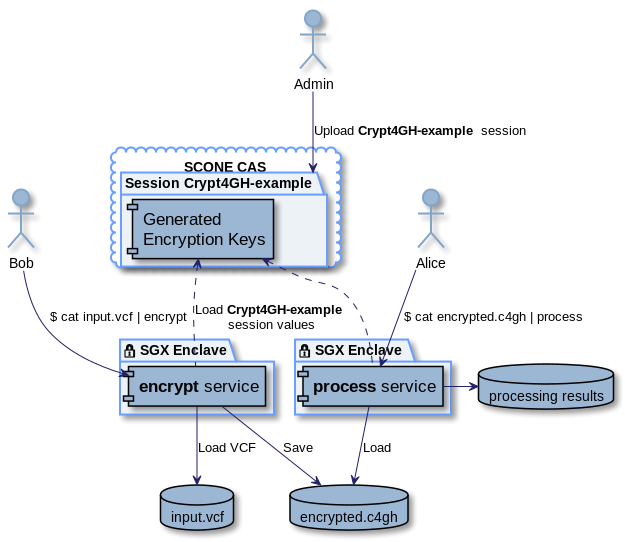 Admin
Upload Crypt4GH-example session
SCONE CAS
Session Crypt4GH-example
Generated
Encryption Keys
Bob
Alice
$ cat input.vcf | encrypt
Load Crypt4GH-example
session values
$ cat encrypted.c4gh | process
SGX Enclave
encrypt service
SGX Enclave
process service
processing results
Load VCF
Save
Load
input.vcf
encrypted.c4gh